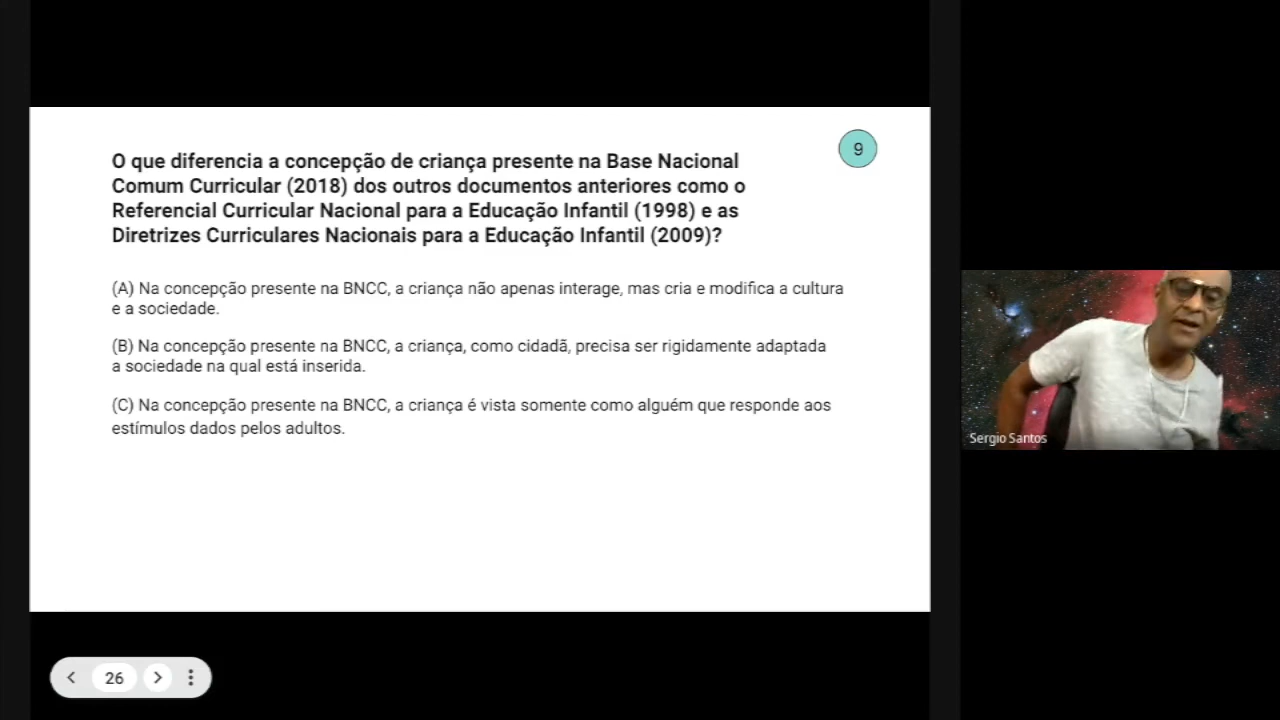 9
O que diferencia a concepção de criança presente na Base Nacional
Comum Curricular (2018) dos outros documentos anteriores como o
Referencial Curricular Nacional para a Educação Infantil (1998) e as
Diretrizes Curriculares Nacionais para a Educação Infantil (2009)?
(A) Na concepção presente na BNCC, a criança não apenas interage, mas cria e modifica a cultura
e a sociedade.
(B) Na concepção presente na BNCC, a criança, como cidadã, precisa ser rigidamente adaptada
a sociedade na qual está inserida.
(C) Na concepção presente na BNCC, a criança é vista somente como alguém que responde aos
estímulos dados pelos adultos.
Sergio Santos
26